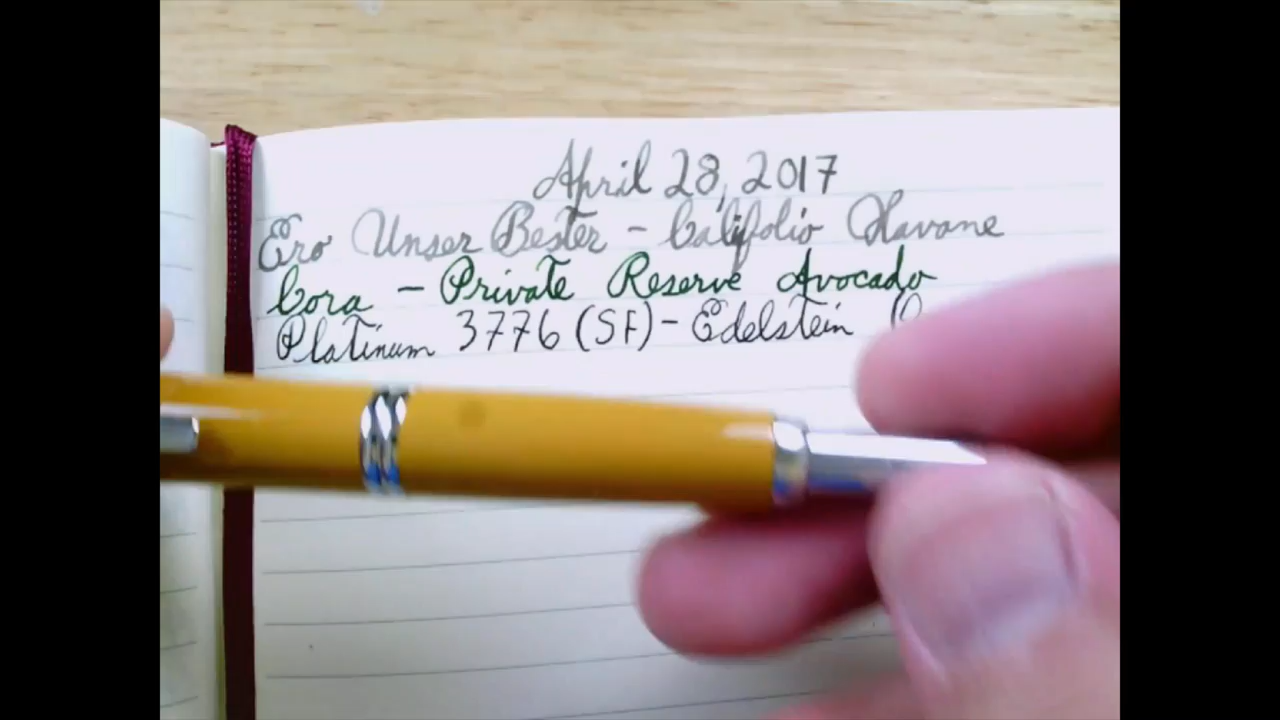 April 28, 2017
Ero Unser Bester - Califolio Havane
Cora - Private Reserve Avocado
Platinum 3776 (SF) - Edelstein